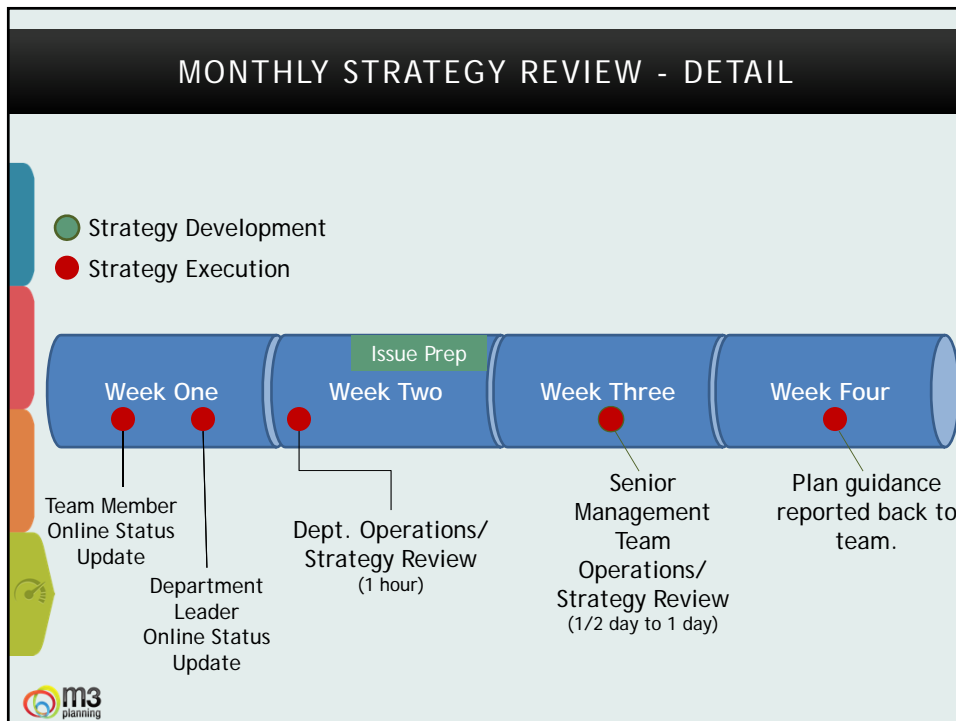 MONTHLY STRATEGY REVIEW - DETAIL
Strategy Development
Strategy Execution
Issue Prep
Week One
Week Two
Week Three
Week Four
Team Member
Online Status
Update
Department
Leader
Online Status
Update
Dept. Operations/
Strategy Review
(1 hour)
Senior
Management
Team
Operations/
Strategy Review
(1/2 day to 1 day)
Plan guidance
reported back to
team.
m3
planning